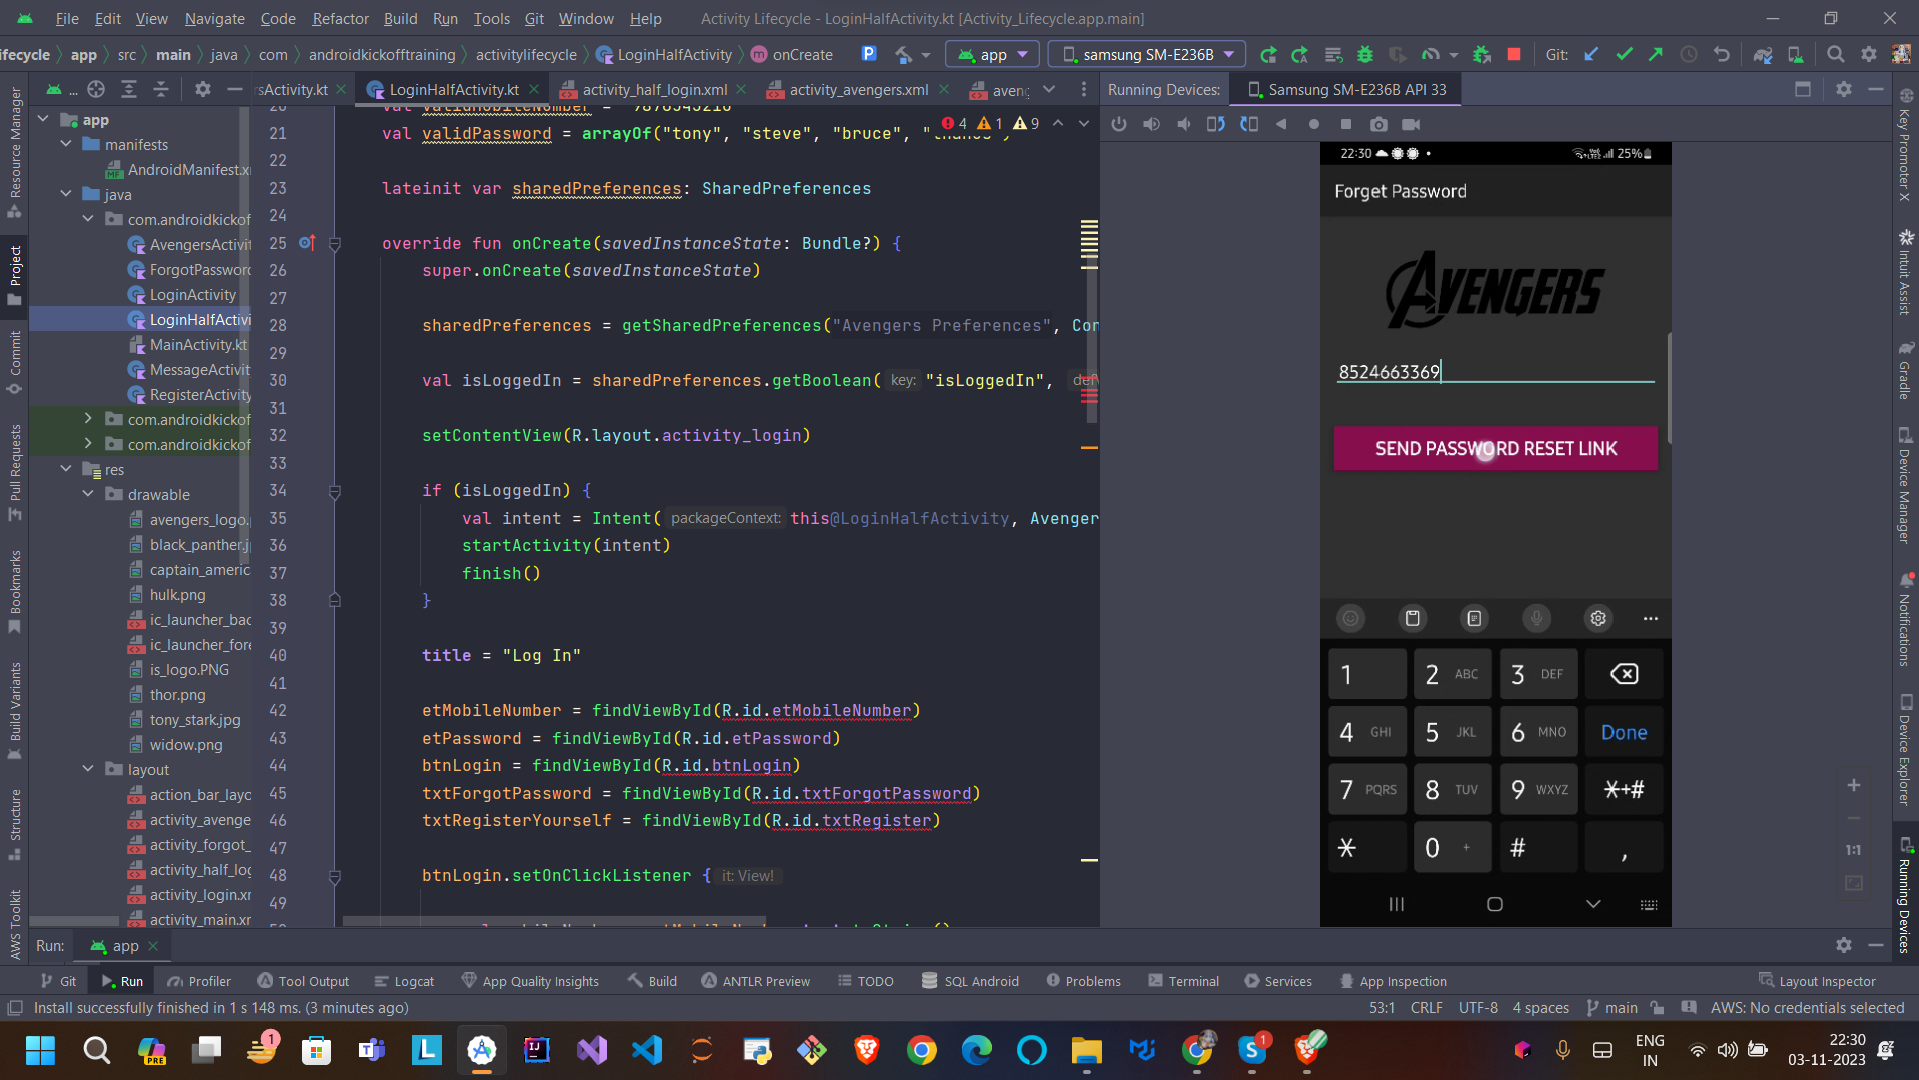 File Edit View Navigate Code Refactor Build Run Tools Git Window Help Activity Lifecycle - LoginHalfActivity.kt [Activity_Lifecycle.app.main]
ifecycle app src main java com androidkickofftraining activitylifecycle LoginHalfActivity onCreate app samsung SM-E236B Git:
... rsActivity.kt LoginHalfActivity.kt activity_half_login.xml activity_avengers.xml aveng Running Devices: Samsung SM-E236B API 33
Resource Manager
Project
Commit
Pull Requests
Bookmarks
Build Variants
Structure
AWS Toolkit
app
manifests
AndroidManifest.x
java
com.androidkickof
AvengersActivit
ForgotPassword
LoginActivity
LoginHalfActivi
MainActivity.kt
MessageActivit
RegisterActivity
com.androidkickof
com.androidkickof
res
drawable
avengers_logo.
black_panther.j
captain_americ
hulk.png
ic_launcher_bac
ic_launcher_fore
is_logo.PNG
thor.png
tony_stark.jpg
widow.png
layout
action_bar_layo
activity_avenge
activity_forgot_
activity_half_log
activity_login.xr
activity_main.xr
4 1 9
21 val validPassword = arrayOf("tony", "steve", "bruce", "thanos")
22
23 lateinit var sharedPreferences: SharedPreferences
24
25 override fun onCreate(savedInstanceState: Bundle?) {
26 super.onCreate(savedInstanceState)
27
28 sharedPreferences = getSharedPreferences("Avengers Preferences", Con
29
30 val isLoggedIn = sharedPreferences.getBoolean( key: "isLoggedIn", def
31
32 setContentView(R.layout.activity_login)
33
34 if (isLoggedIn) {
35 val intent = Intent( packageContext: this@LoginHalfActivity, Avenger
36 startActivity(intent)
37 finish()
38 }
39
40 title = "Log In"
41
42 etMobileNumber = findViewById(R.id.etMobileNumber)
43 etPassword = findViewById(R.id.etPassword)
44 btnLogin = findViewById(R.id.btnLogin)
45 txtForgotPassword = findViewById(R.id.txtForgotPassword)
46 txtRegisterYourself = findViewById(R.id.txtRegister)
47
48 btnLogin.setOnClickListener { it: View!
49
22:30 25%
Forget Password
AVENGERS
8524663369
SEND PASSWORD RESET LINK
1 2 ABC 3 DEF
4 GHI 5 JKL 6 MNO Done
7 PQRS 8 TUV 9 WXYZ *+#
* 0 + # ,
1:1
Key Promoter X
Intuit Assist
Gradle
Device Manager
Notifications
Device Explorer
Running Devices
Run: app
Git Run Profiler Tool Output Logcat App Quality Insights Build ANTLR Preview TODO SQL Android Problems Terminal Services App Inspection Layout Inspector
Install successfully finished in 1 s 148 ms. (3 minutes ago) 53:1 CRLF UTF-8 4 spaces main AWS: No credentials selected
PRE 1 1 ENG IN 22:30 03-11-2023